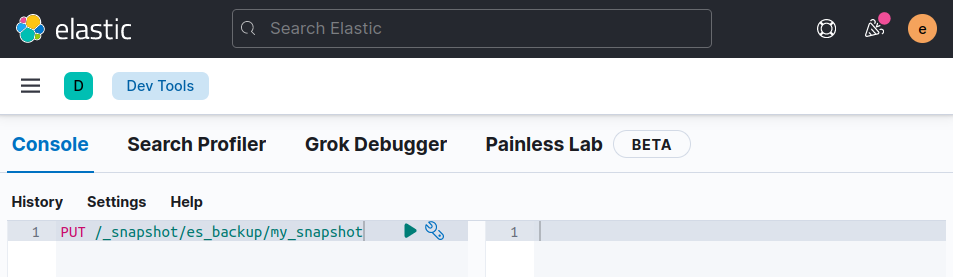 elastic
Search Elastic
e
D
Dev Tools
Console
Search Profiler
Grok Debugger
Painless Lab
BETA
History
Settings
Help
1
PUT /_snapshot/es_backup/my_snapshot
1